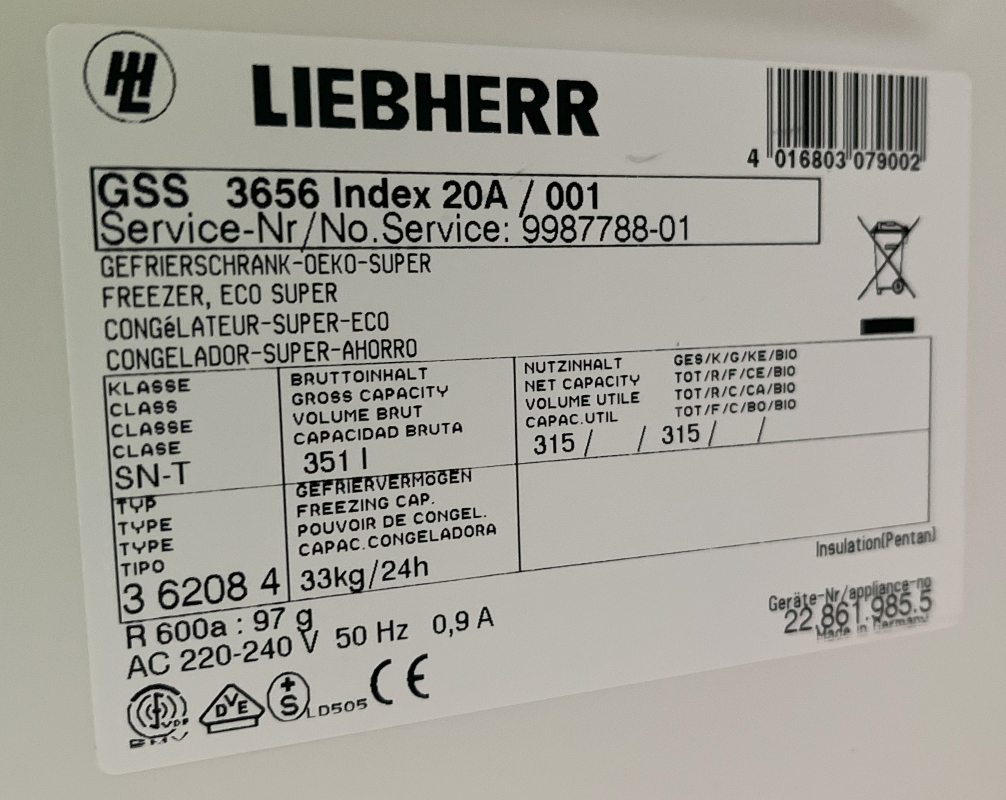 LIEBHERR
4 016803 079002
GSS 3656 Index 20A / 001
Service-Nr/No.Service: 9987788-01
GEFRIERSCHRANK-OEKO-SUPER
FREEZER, ECO SUPER
CONGéLATEUR-SUPER-ECO
CONGELADOR-SUPER-AHORRO
KLASSE
CLASS
CLASSE
CLASE
SN-T
BRUTTOINHALT
GROSS CAPACITY
VOLUME BRUT
CAPACIDAD BRUTA
351 l
NUTZINHALT GES/K/G/KE/BIO
NET CAPACITY TOT/R/F/CE/BIO
VOLUME UTILE TOT/R/C/CA/BIO
CAPAC.UTIL TOT/F/C/BO/BIO
315 / / 315 / /
TYP
TYPE
TYPE
TIPO
3 6208 4
GEFRIERVERMöGEN
FREEZING CAP.
POUVOIR DE CONGEL.
CAPAC.CONGELADORA
33kg/24h
Insulation(Pentan)
R 600a : 97 g
AC 220-240 V 50 Hz 0,9 A
Geräte-Nr/appliance-no
22.861.985.5
Made in Germany
DVE
+S
LD505
CE